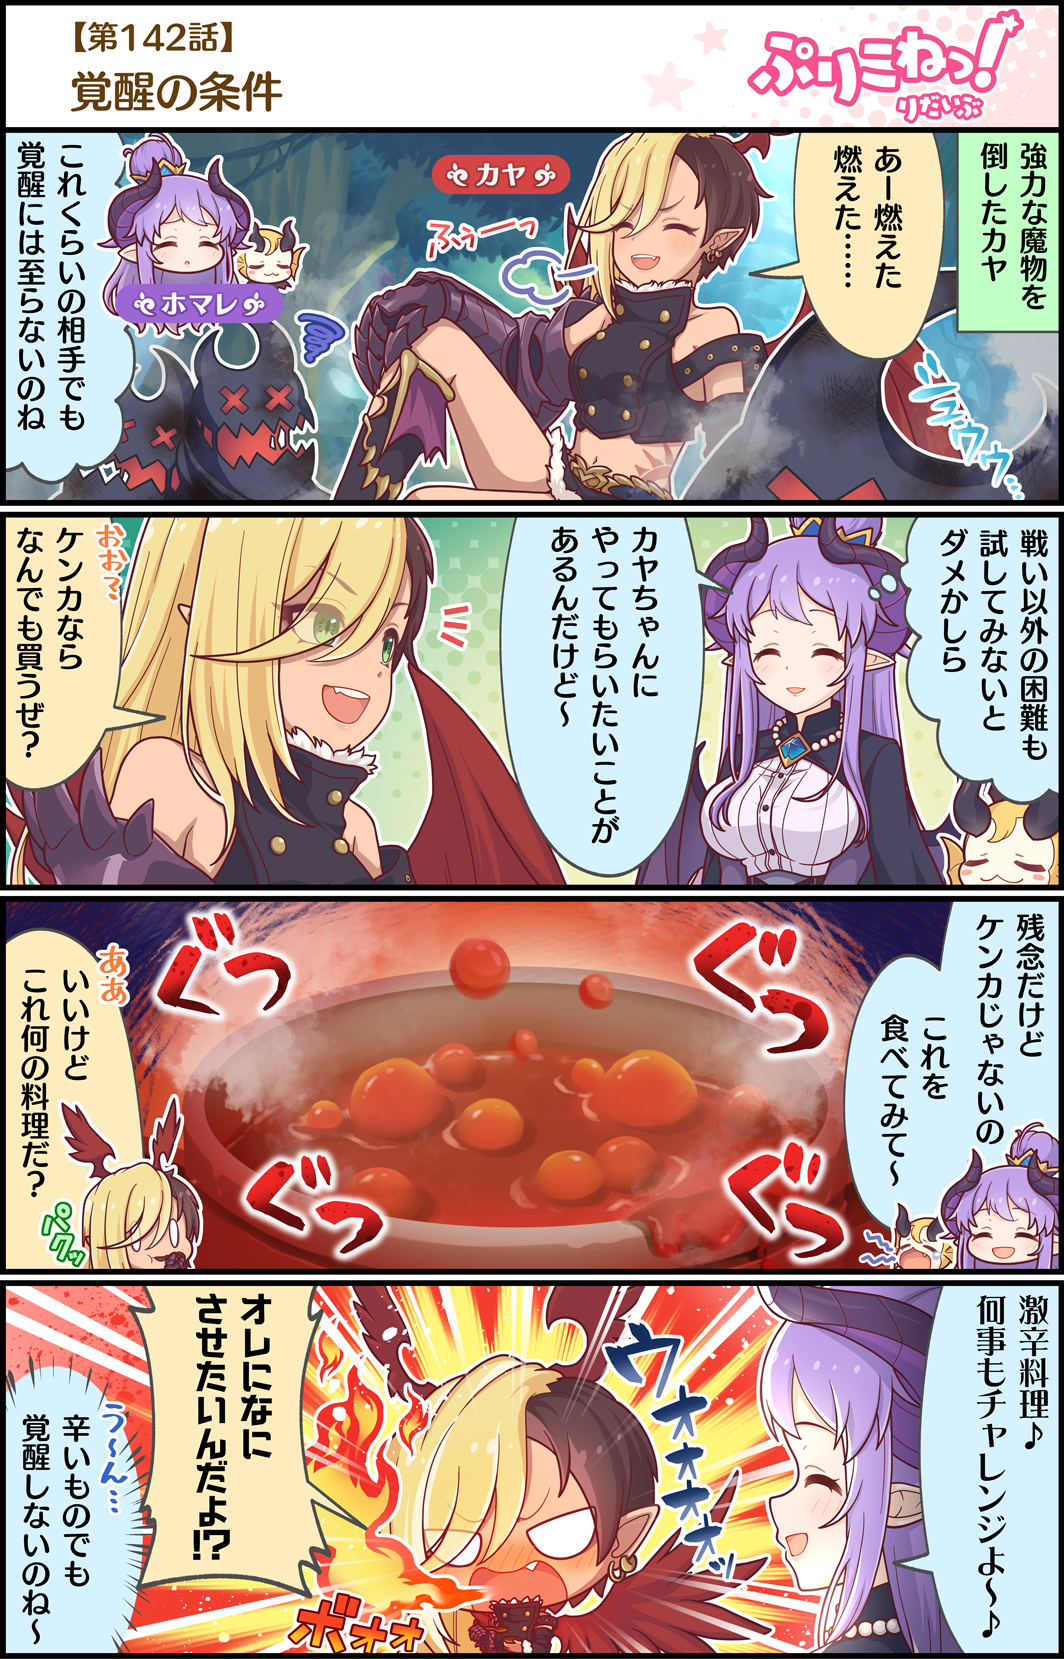 【第142話】
覚醒の条件
ぷりこねっ!
りだいぶ
強力な魔物を
倒したカヤ
あー燃えた
燃えた……
カヤ
ふぅーっ
シュウウゥ…
これくらいの相手でも
覚醒には至らないのね
ホマレ
戦い以外の困難も
試してみないと
ダメかしら
カヤちゃんに
やってもらいたいことが
あるんだけど〜
おおっ
ケンカなら
なんでも買うぜ?
残念だけど
ケンカじゃないの
これを
食べてみて〜
ぐつ
ぐつ
ぐつ
ぐつ
ああ
いいけど
これ何の料理だ?
パクッ
激辛料理♪
何事もチャレンジよ〜♪
ウオオオオオッ
オレになに
させたいんだよ!?
ボオォォ
う〜ん…
辛いものでも
覚醒しないのね〜